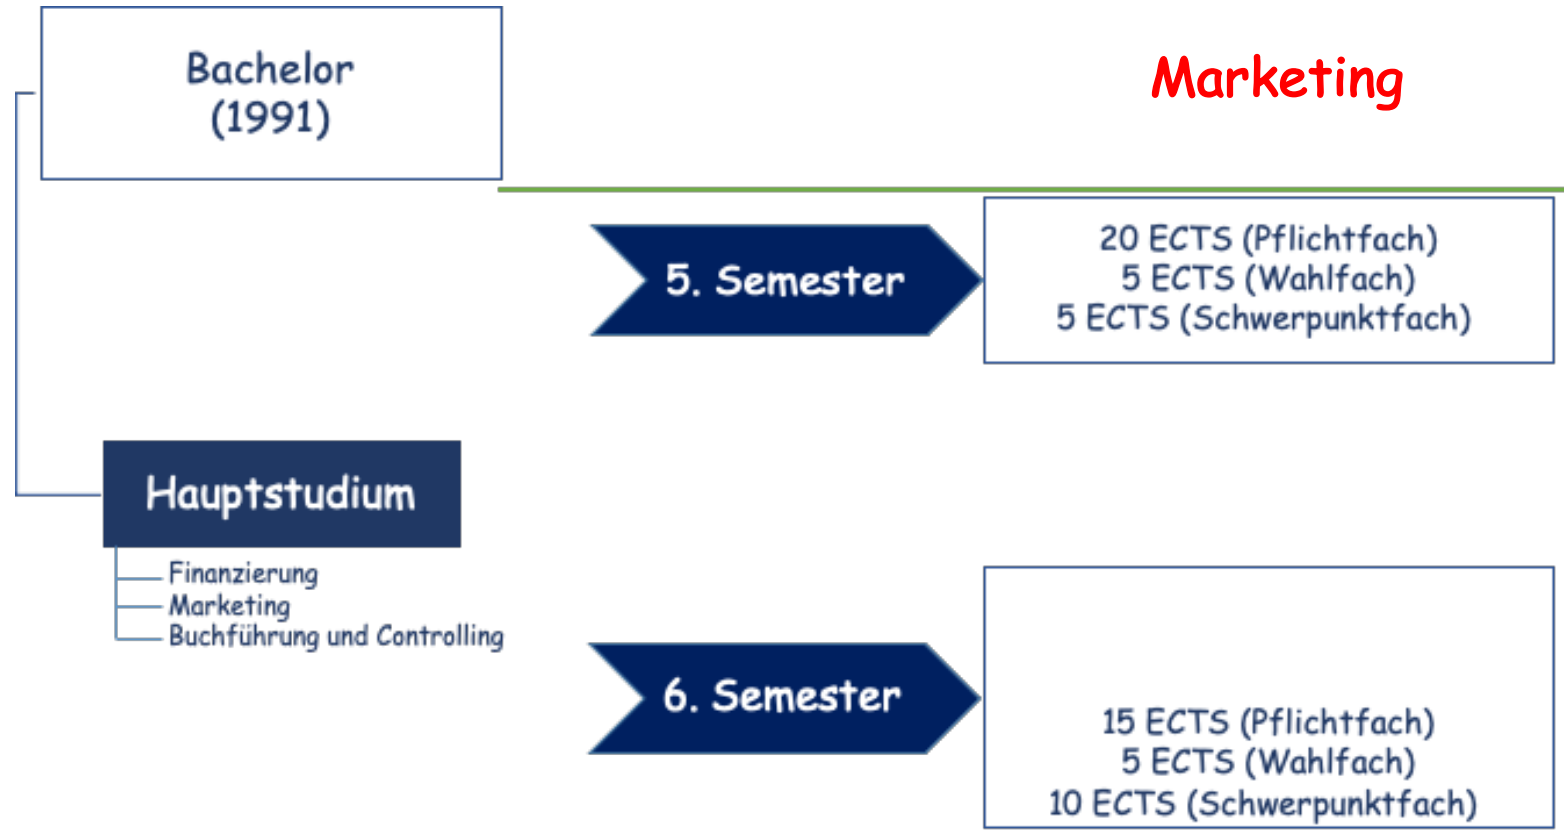 Bachelor
(1991)
Marketing
5. Semester
20 ECTS (Pflichtfach)
5 ECTS (Wahlfach)
5 ECTS (Schwerpunktfach)
Hauptstudium
Finanzierung
Marketing
Buchführung und Controlling
6. Semester
15 ECTS (Pflichtfach)
5 ECTS (Wahlfach)
10 ECTS (Schwerpunktfach)